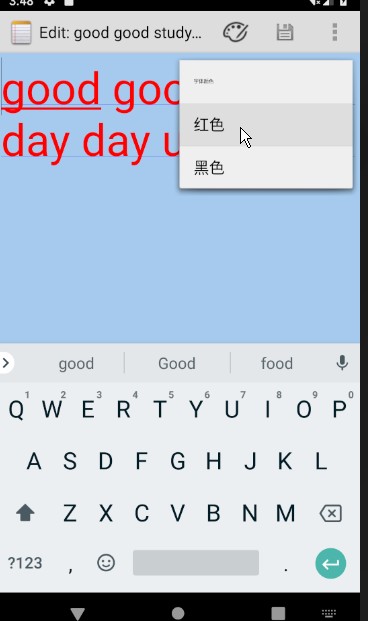 3:48
Edit: good good study...
good goo
day day u
字体颜色
红色
黑色
good Good food
1 2 3 4 5 6 7 8 9 0
Q W E R T Y U I O P
A S D F G H J K L
Z X C V B N M
?123 , .